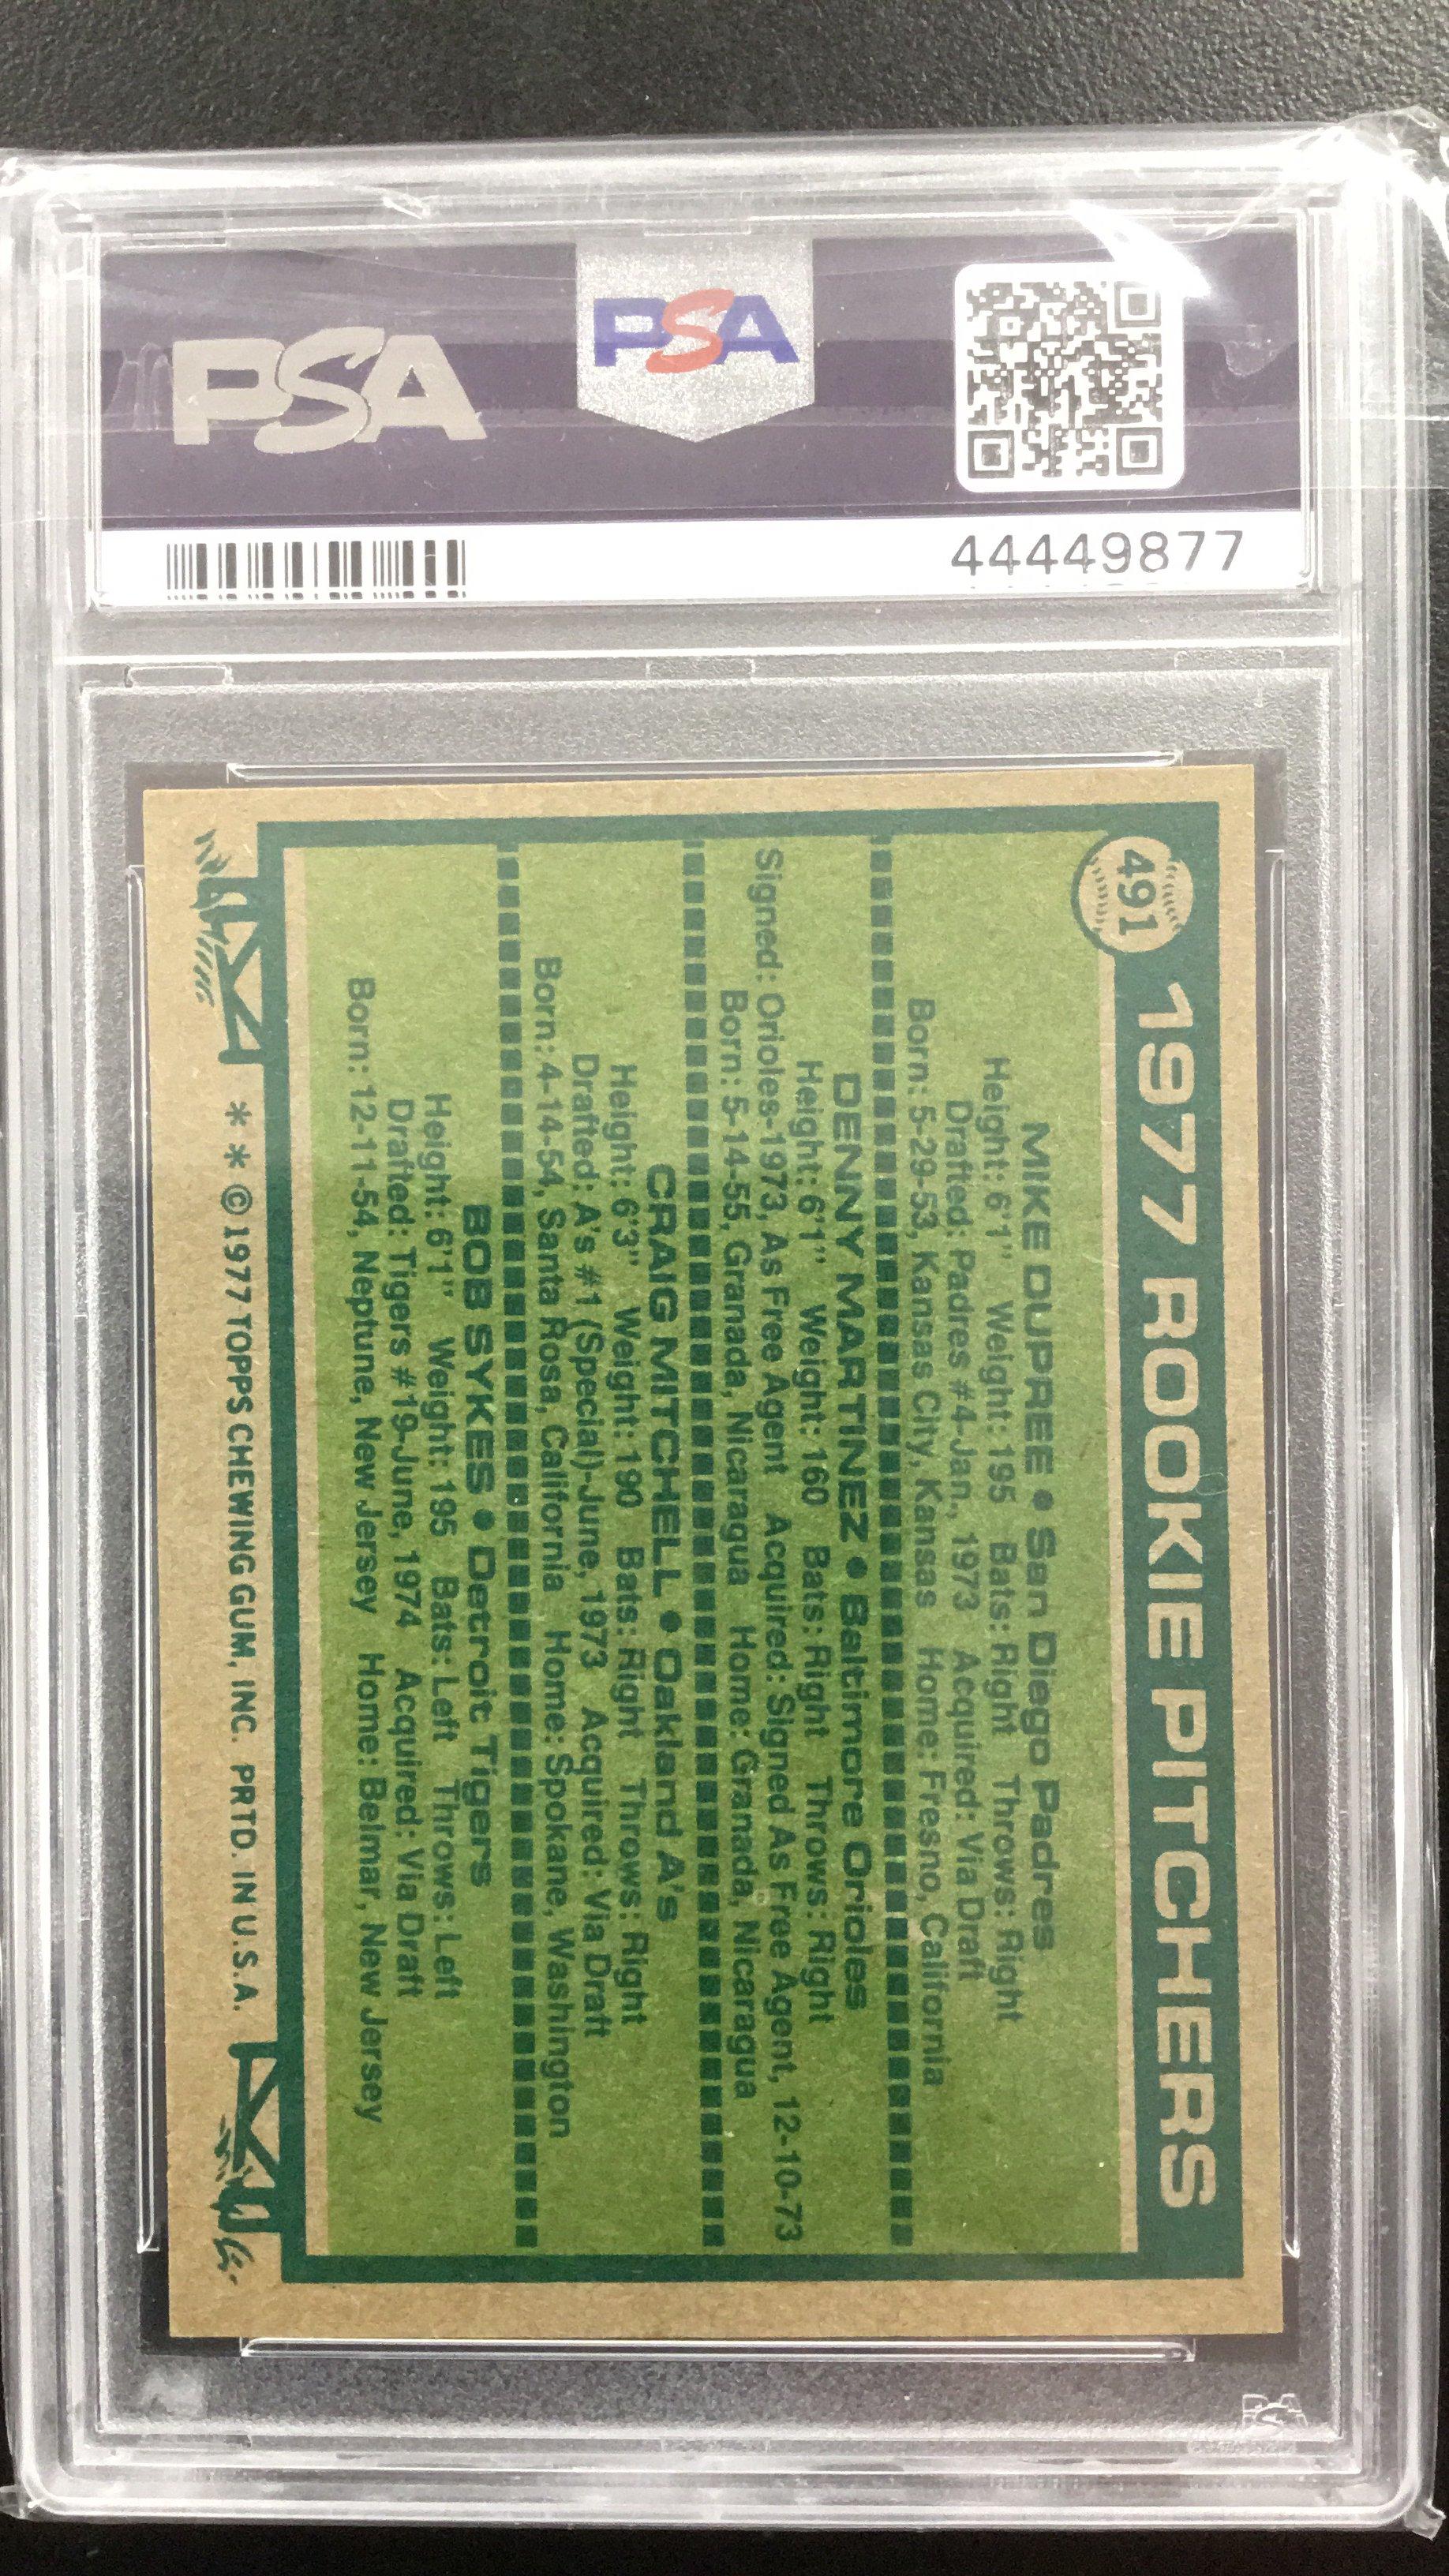 PSA
PSA
44449877
491
1977 ROOKIE PITCHERS
MIKE DUPREE • San Diego Padres
Height: 6'1" Weight: 195 Bats: Right Throws: Right
Drafted: Padres #4-Jan., 1973 Acquired: Via Draft
Born: 5-29-53, Kansas City, Kansas Home: Fresno, California
DENNY MARTINEZ • Baltimore Orioles
Height: 6'1" Weight: 160 Bats: Right Throws: Right
Signed: Orioles-1973, As Free Agent Acquired: Signed As Free Agent, 12-10-73
Born: 5-14-55, Granada, Nicaragua Home: Granada, Nicaragua
CRAIG MITCHELL • Oakland A's
Height: 6'3" Weight: 190 Bats: Right Throws: Right
Drafted: A's #1 (Special)-June, 1973 Acquired: Via Draft
Born: 4-14-54, Santa Rosa, California Home: Spokane, Washington
BOB SYKES • Detroit Tigers
Height: 6'1" Weight: 195 Bats: Left Throws: Left
Drafted: Tigers #19-June, 1974 Acquired: Via Draft
Born: 12-11-54, Neptune, New Jersey Home: Belmar, New Jersey
** © 1977 TOPPS CHEWING GUM, INC. PRTD. IN U.S.A.
PSA